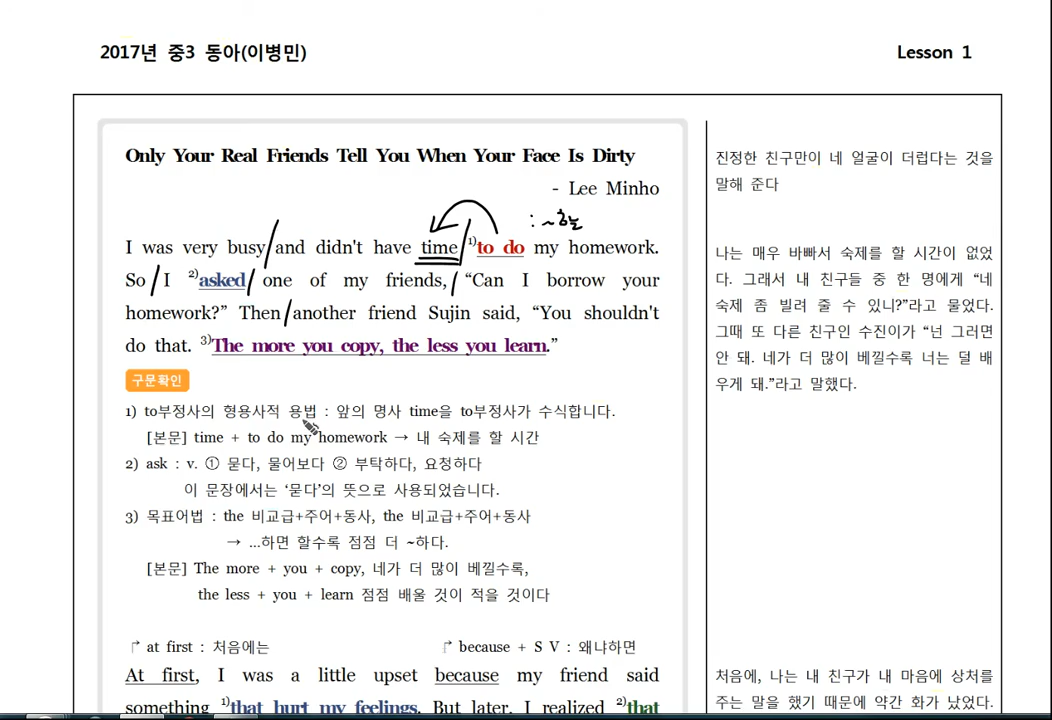 2017년 중3 동아(이병민)
Lesson 1
Only Your Real Friends Tell You When Your Face Is Dirty
- Lee Minho
: ~할
I was very busy and didn't have time 1)to do my homework.
So I 2)asked one of my friends, “Can I borrow your
homework?” Then another friend Sujin said, “You shouldn't
do that. 3)The more you copy, the less you learn.”
구문확인
1) to부정사의 형용사적 용법 : 앞의 명사 time을 to부정사가 수식합니다.
[본문] time + to do my homework → 내 숙제를 할 시간
2) ask : v. ① 묻다, 물어보다 ② 부탁하다, 요청하다
이 문장에서는 ‘묻다’의 뜻으로 사용되었습니다.
3) 목표어법 : the 비교급+주어+동사, the 비교급+주어+동사
→ ...하면 할수록 점점 더 ~하다.
[본문] The more + you + copy, 네가 더 많이 베낄수록,
the less + you + learn 점점 배울 것이 적을 것이다
↱ at first : 처음에는
↱ because + S V : 왜냐하면
At first, I was a little upset because my friend said
something 1)that hurt my feelings. But later, I realized 2)that
진정한 친구만이 네 얼굴이 더럽다는 것을
말해 준다
나는 매우 바빠서 숙제를 할 시간이 없었
다. 그래서 내 친구들 중 한 명에게 “네
숙제 좀 빌려 줄 수 있니?”라고 물었다.
그때 또 다른 친구인 수진이가 “넌 그러면
안 돼. 네가 더 많이 베낄수록 너는 덜 배
우게 돼.”라고 말했다.
처음에, 나는 내 친구가 내 마음에 상처를
주는 말을 했기 때문에 약간 화가 났었다.